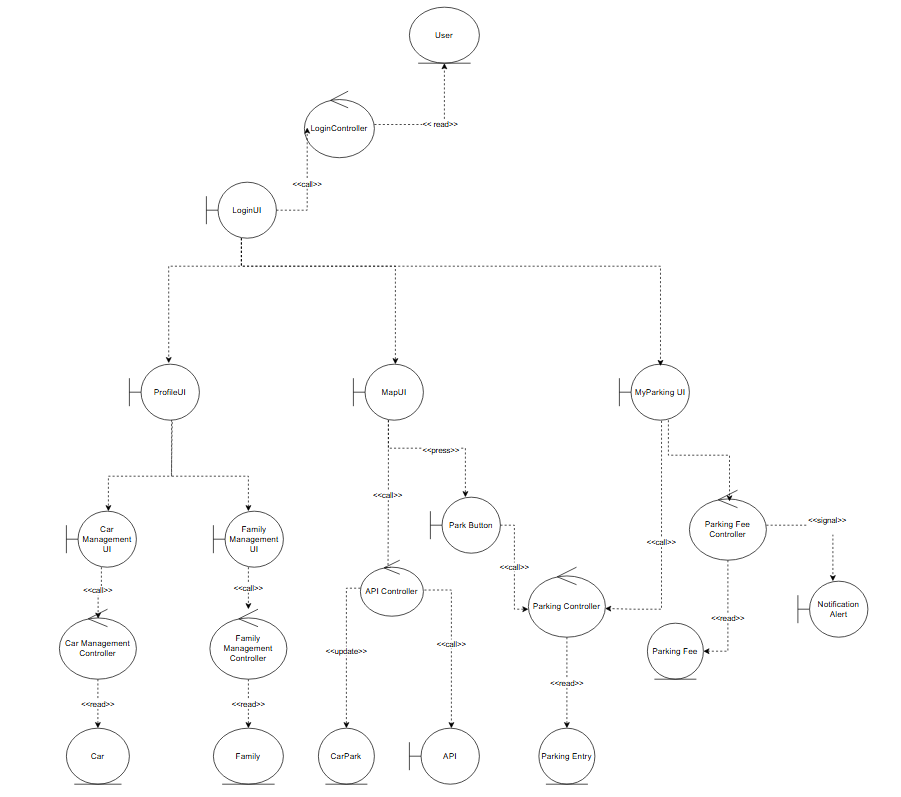 User
LoginController
<< read>>
<<call>>
LoginUI
ProfileUI
MapUI
MyParking UI
<<press>>
<<call>>
Car
Management
UI
Family
Management
UI
Park Button
Parking Fee
Controller
<<signal>>
<<call>>
<<call>>
<<call>>
<<call>>
API Controller
Parking Controller
Notification
Alert
<<read>>
Car Management
Controller
Family
Management
Controller
<<update>>
<<call>>
Parking Fee
<<read>>
<<read>>
<<read>>
Car
Family
CarPark
API
Parking Entry